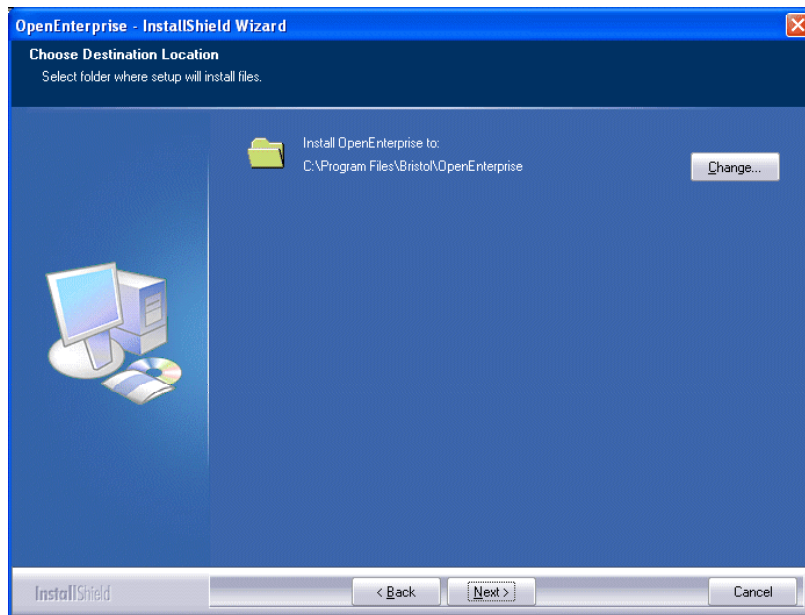 OpenEnterprise - InstallShield Wizard
Choose Destination Location
Select folder where setup will install files.
Install OpenEnterprise to:
C:\Program Files\Bristol\OpenEnterprise
Change...
InstallShield
< Back
Next >
Cancel